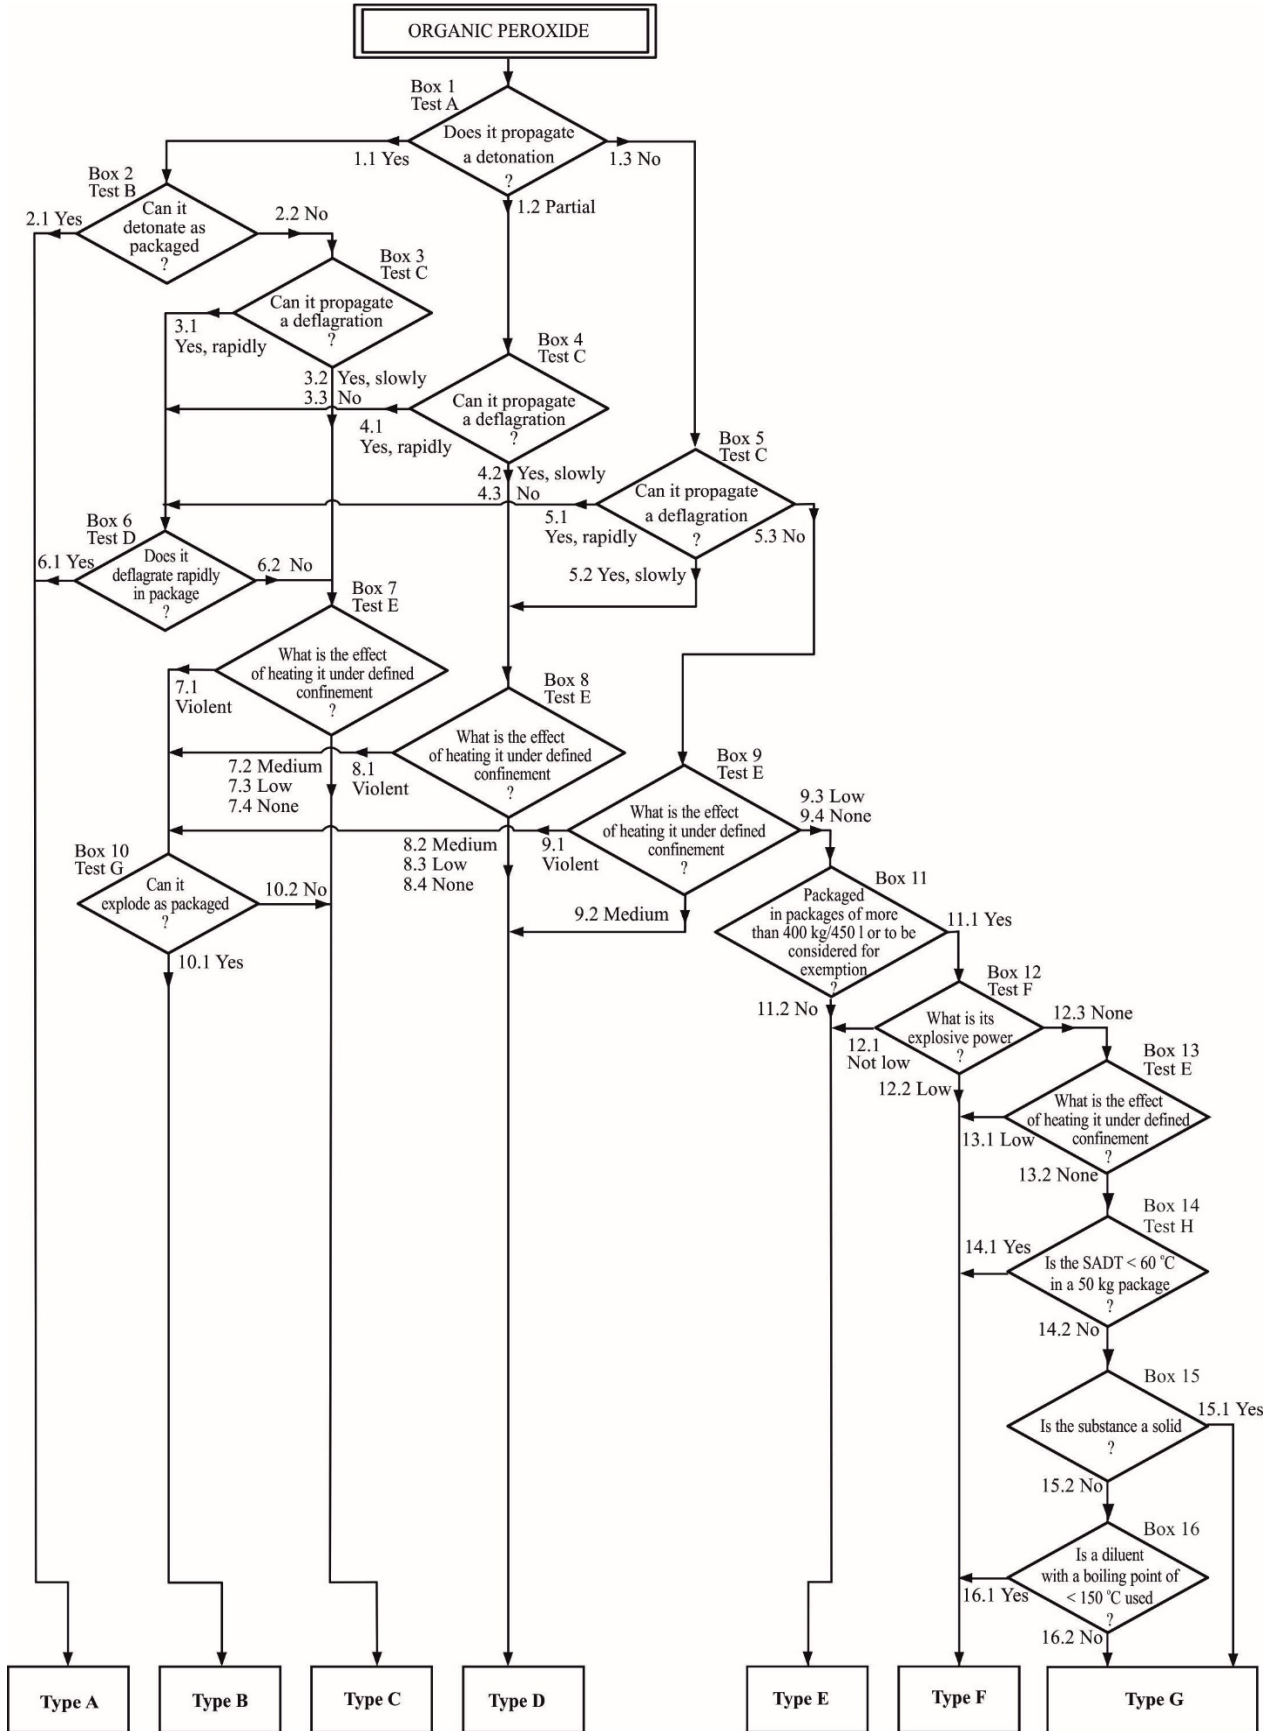 ORGANIC PEROXIDE
Box 1
Test A
Does it propagate
a detonation
?
1.1 Yes
1.3 No
1.2 Partial
Box 2
Test B
Can it
detonate as
packaged
?
2.1 Yes
2.2 No
Box 3
Test C
Can it propagate
a deflagration
?
3.1
Yes, rapidly
3.2 Yes, slowly
3.3 No
Box 4
Test C
Can it propagate
a deflagration
?
4.1
Yes, rapidly
4.2 Yes, slowly
4.3 No
Box 5
Test C
Can it propagate
a deflagration
?
5.1
Yes, rapidly
5.3 No
5.2 Yes, slowly
Box 6
Test D
Does it
deflagrate rapidly
in package
?
6.1 Yes
6.2 No
Box 7
Test E
What is the effect
of heating it under defined
confinement
?
7.1
Violent
7.2 Medium
7.3 Low
7.4 None
Box 8
Test E
What is the effect
of heating it under defined
confinement
?
8.1
Violent
8.2 Medium
8.3 Low
8.4 None
Box 9
Test E
What is the effect
of heating it under defined
confinement
?
9.1
Violent
9.2 Medium
9.3 Low
9.4 None
Box 10
Test G
Can it
explode as packaged
?
10.2 No
10.1 Yes
Box 11
Packaged
in packages of more
than 400 kg/450 l or to be
considered for
exemption
?
11.1 Yes
11.2 No
Box 12
Test F
What is its
explosive power
?
12.1
Not low
12.2 Low
12.3 None
Box 13
Test E
What is the effect
of heating it under defined
confinement
?
13.1 Low
13.2 None
Box 14
Test H
Is the SADT < 60 °C
in a 50 kg package
?
14.1 Yes
14.2 No
Box 15
Is the substance a solid
?
15.1 Yes
15.2 No
Box 16
Is a diluent
with a boiling point of
< 150 °C used
?
16.1 Yes
16.2 No
Type A
Type B
Type C
Type D
Type E
Type F
Type G